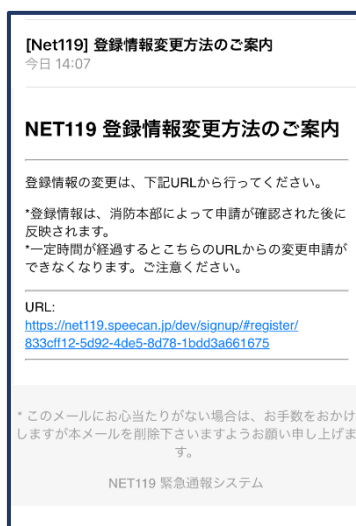 [Net119] 登録情報変更方法のご案内
今日 14:07
NET119 登録情報変更方法のご案内
登録情報の変更は、下記URLから行ってください。
*登録情報は、消防本部によって申請が確認された後に
反映されます。
*一定時間が経過するとこちらのURLからの変更申請が
できなくなります。ご注意ください。
URL:
https://net119.speecan.jp/dev/signup/#register/
833cff12-5d92-4de5-8d78-1bdd3a661675
* このメールにお心当たりがない場合は、お手数をおかけ
しますが本メールを削除下さいますようお願い申し上げま
す。
NET119 緊急通報システム